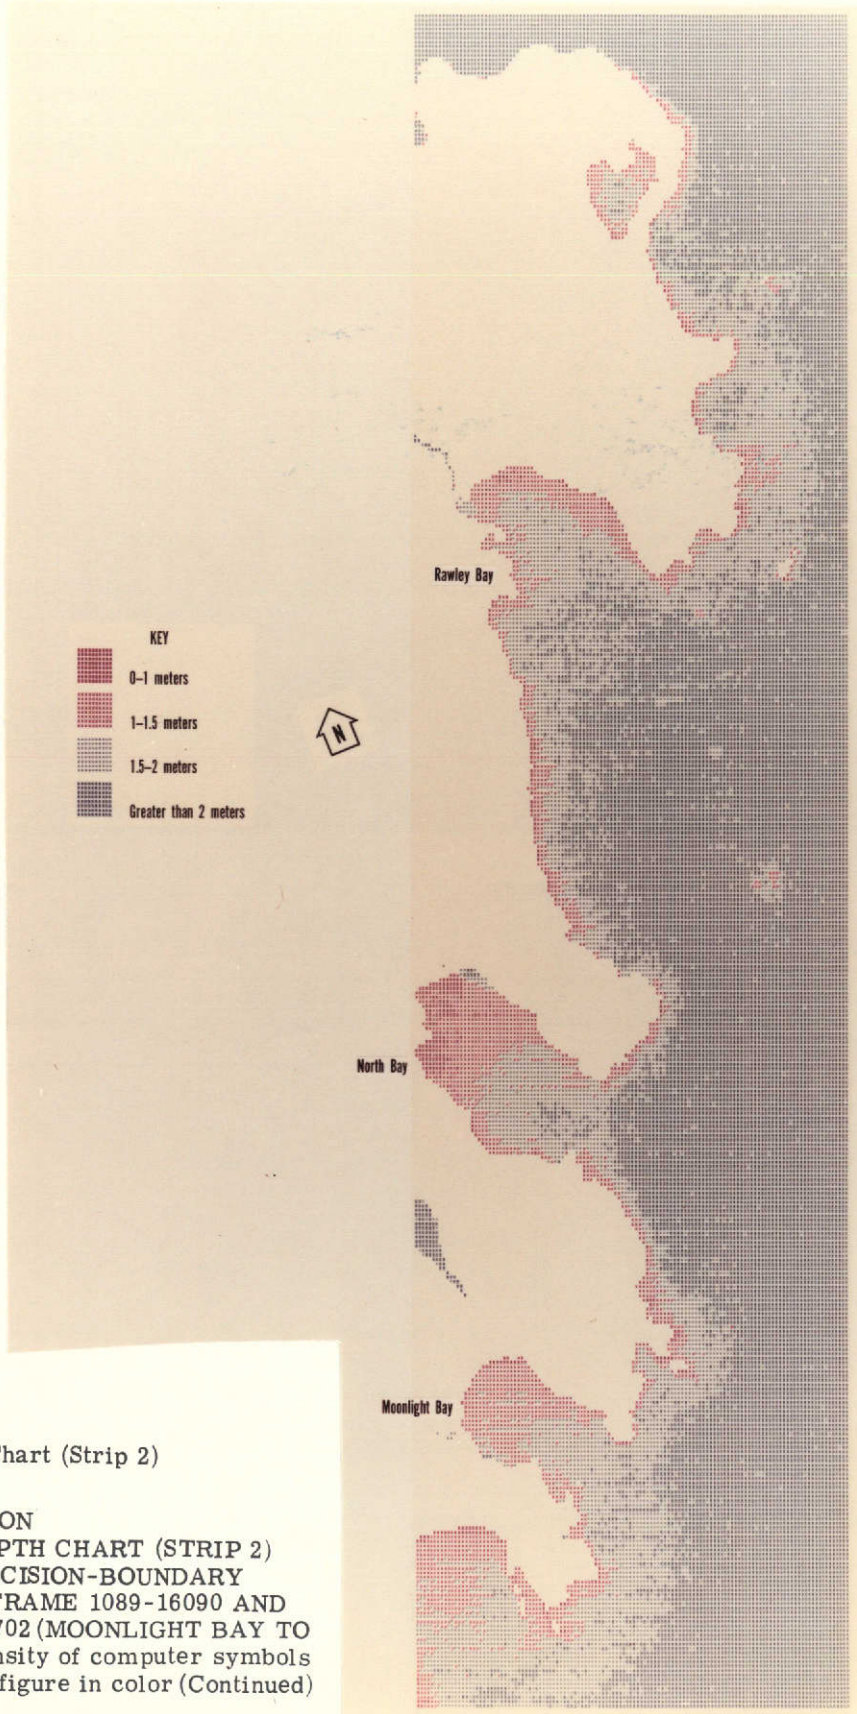 Rawley Bay
KEY
0–1 meters
1–1.5 meters
N
1.5–2 meters
Greater than 2 meters
North Bay
Moonlight Bay
hart (Strip 2)
ON
PTH CHART (STRIP 2)
CISION-BOUNDARY
FRAME 1089-16090 AND
702 (MOONLIGHT BAY TO
nsity of computer symbols
figure in color (Continued)